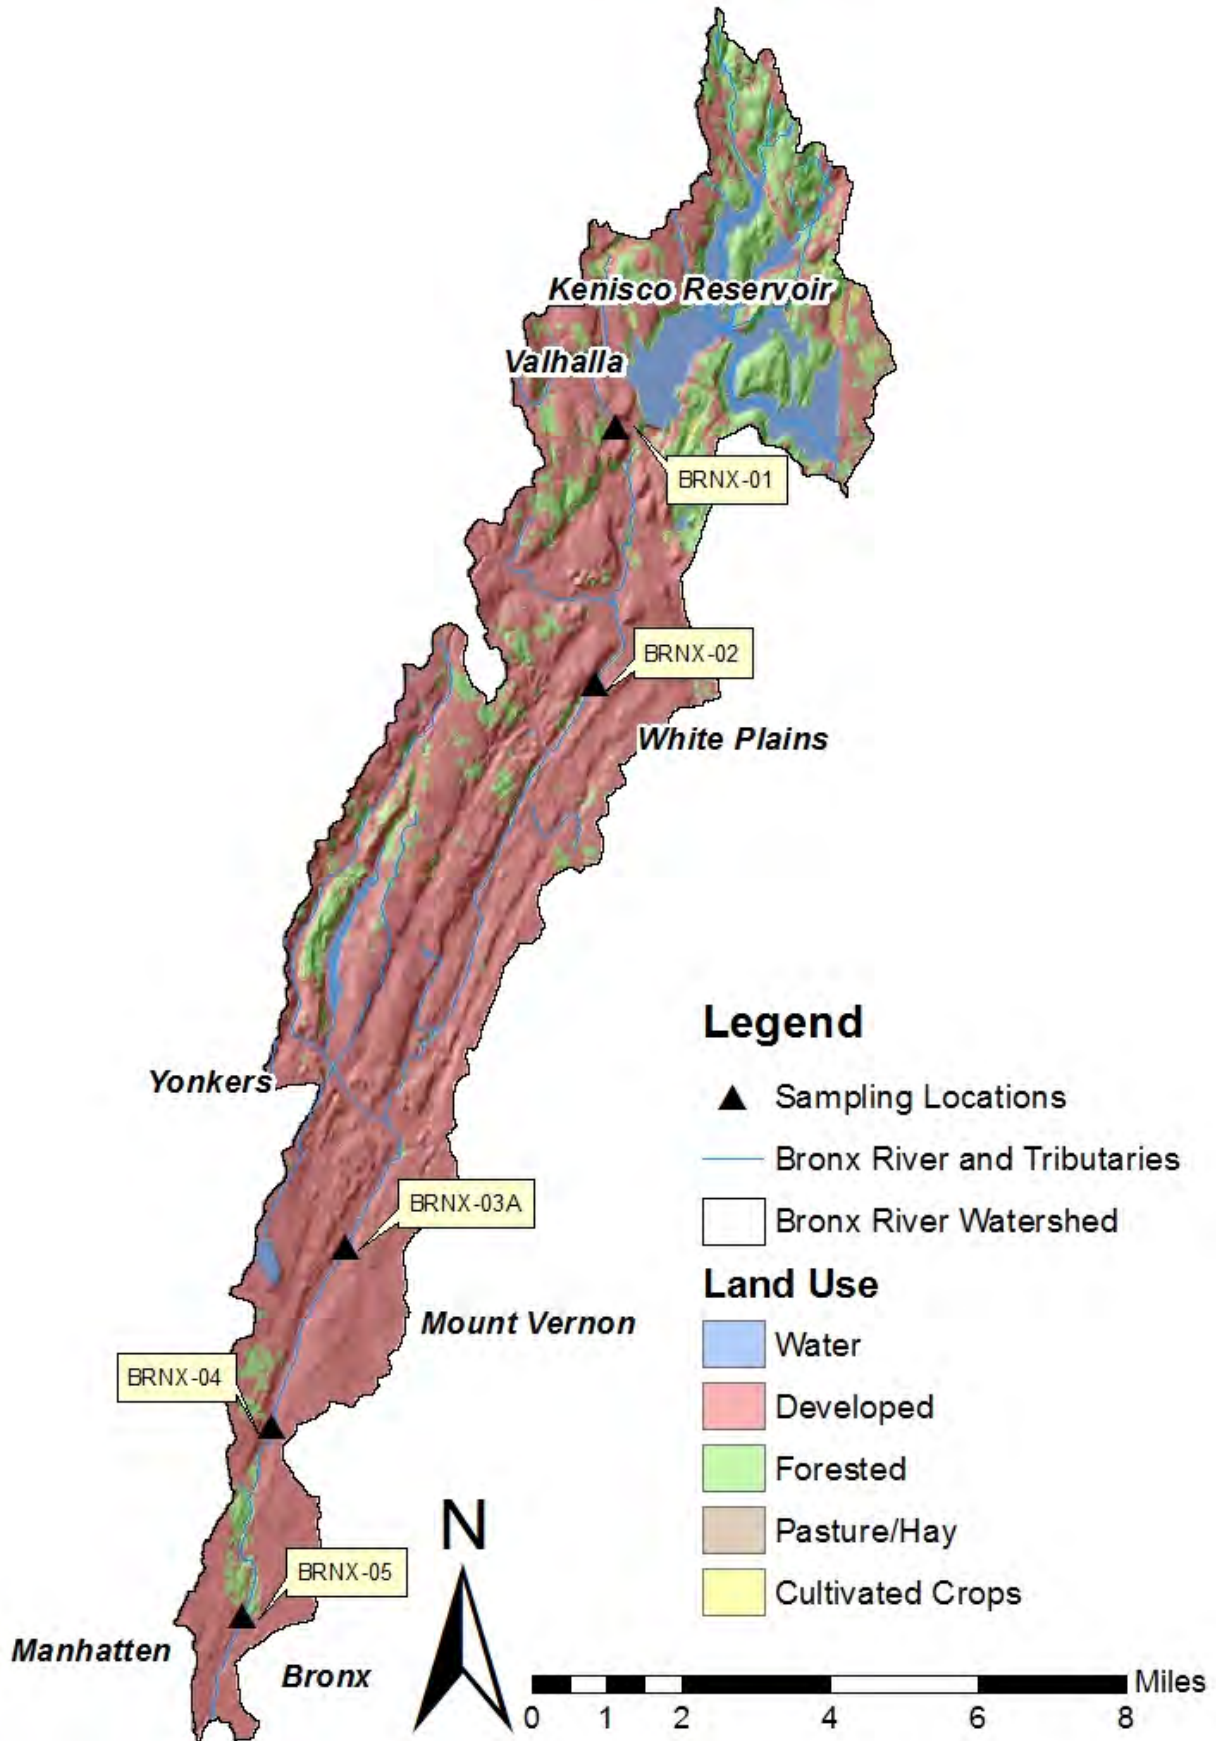 Kenisco Reservoir
Valhalla
BRNX-01
BRNX-02
White Plains
Yonkers
BRNX-03A
Mount Vernon
BRNX-04
BRNX-05
Manhatten
Bronx
N
Legend
Sampling Locations
Bronx River and Tributaries
Bronx River Watershed
Land Use
Water
Developed
Forested
Pasture/Hay
Cultivated Crops
Miles
0 1 2 4 6 8